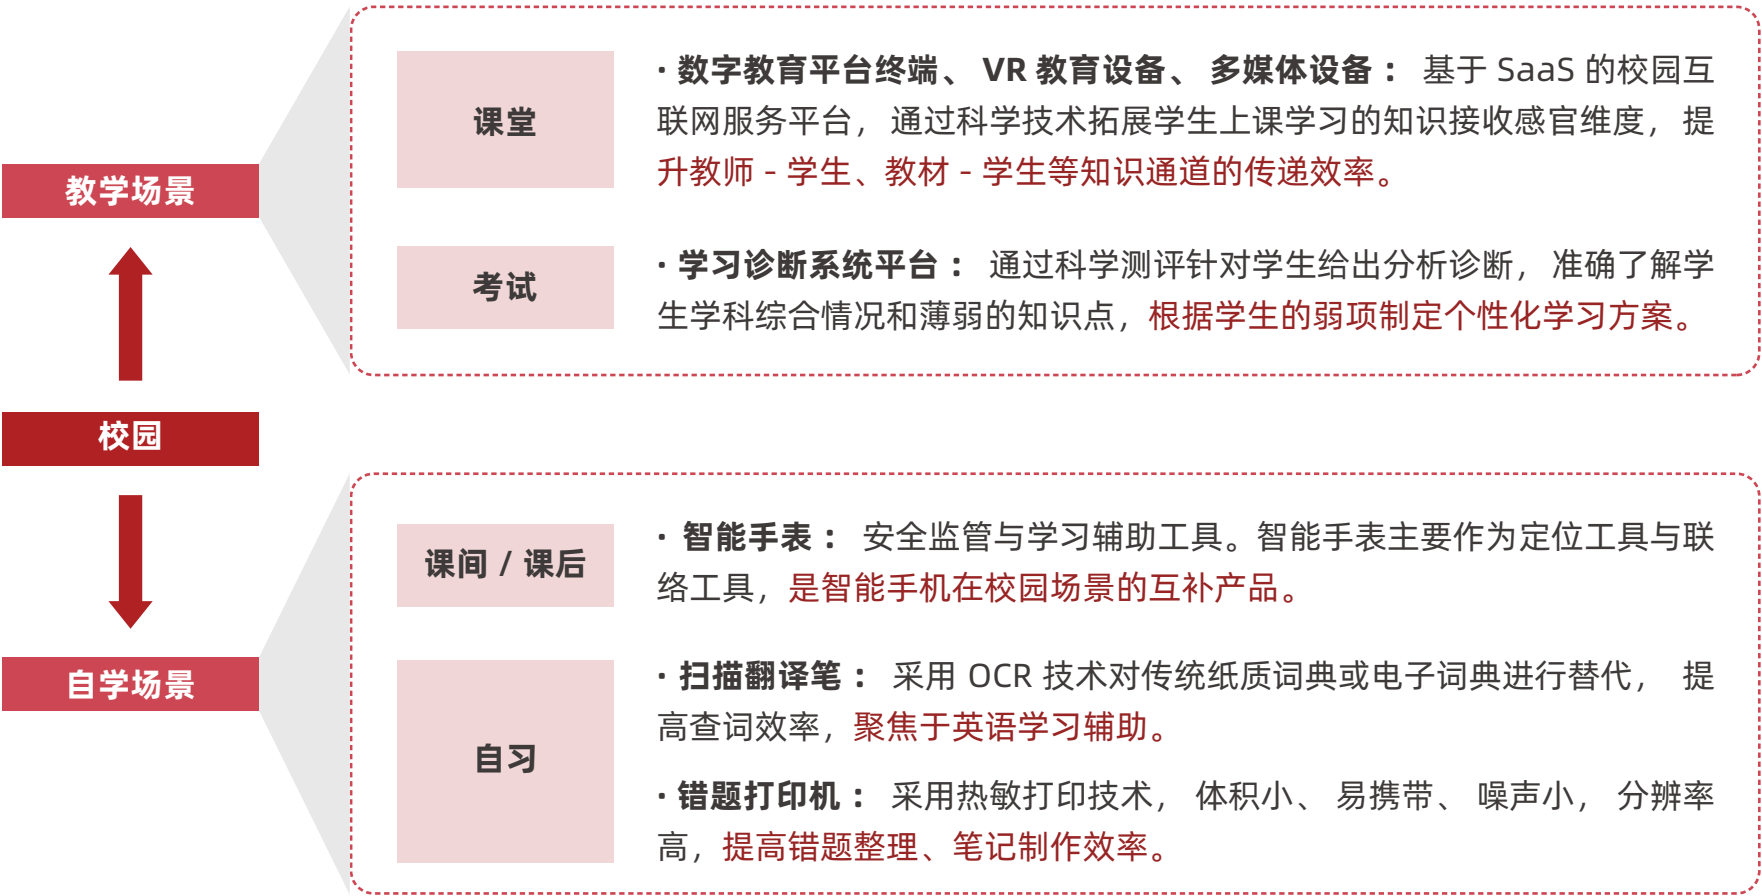 教学场景
校园
自学场景
课堂
· 数字教育平台终端、 VR 教育设备、 多媒体设备： 基于 SaaS 的校园互
联网服务平台， 通过科学技术拓展学生上课学习的知识接收感官维度， 提
升教师 - 学生、教材 - 学生等知识通道的传递效率。
考试
· 学习诊断系统平台： 通过科学测评针对学生给出分析诊断， 准确了解学
生学科综合情况和薄弱的知识点，根据学生的弱项制定个性化学习方案。
课间 / 课后
· 智能手表： 安全监管与学习辅助工具。智能手表主要作为定位工具与联
络工具，是智能手机在校园场景的互补产品。
自习
· 扫描翻译笔： 采用 OCR 技术对传统纸质词典或电子词典进行替代， 提
高查词效率，聚焦于英语学习辅助。
· 错题打印机： 采用热敏打印技术， 体积小、 易携带、 噪声小， 分辨率
高，提高错题整理、笔记制作效率。